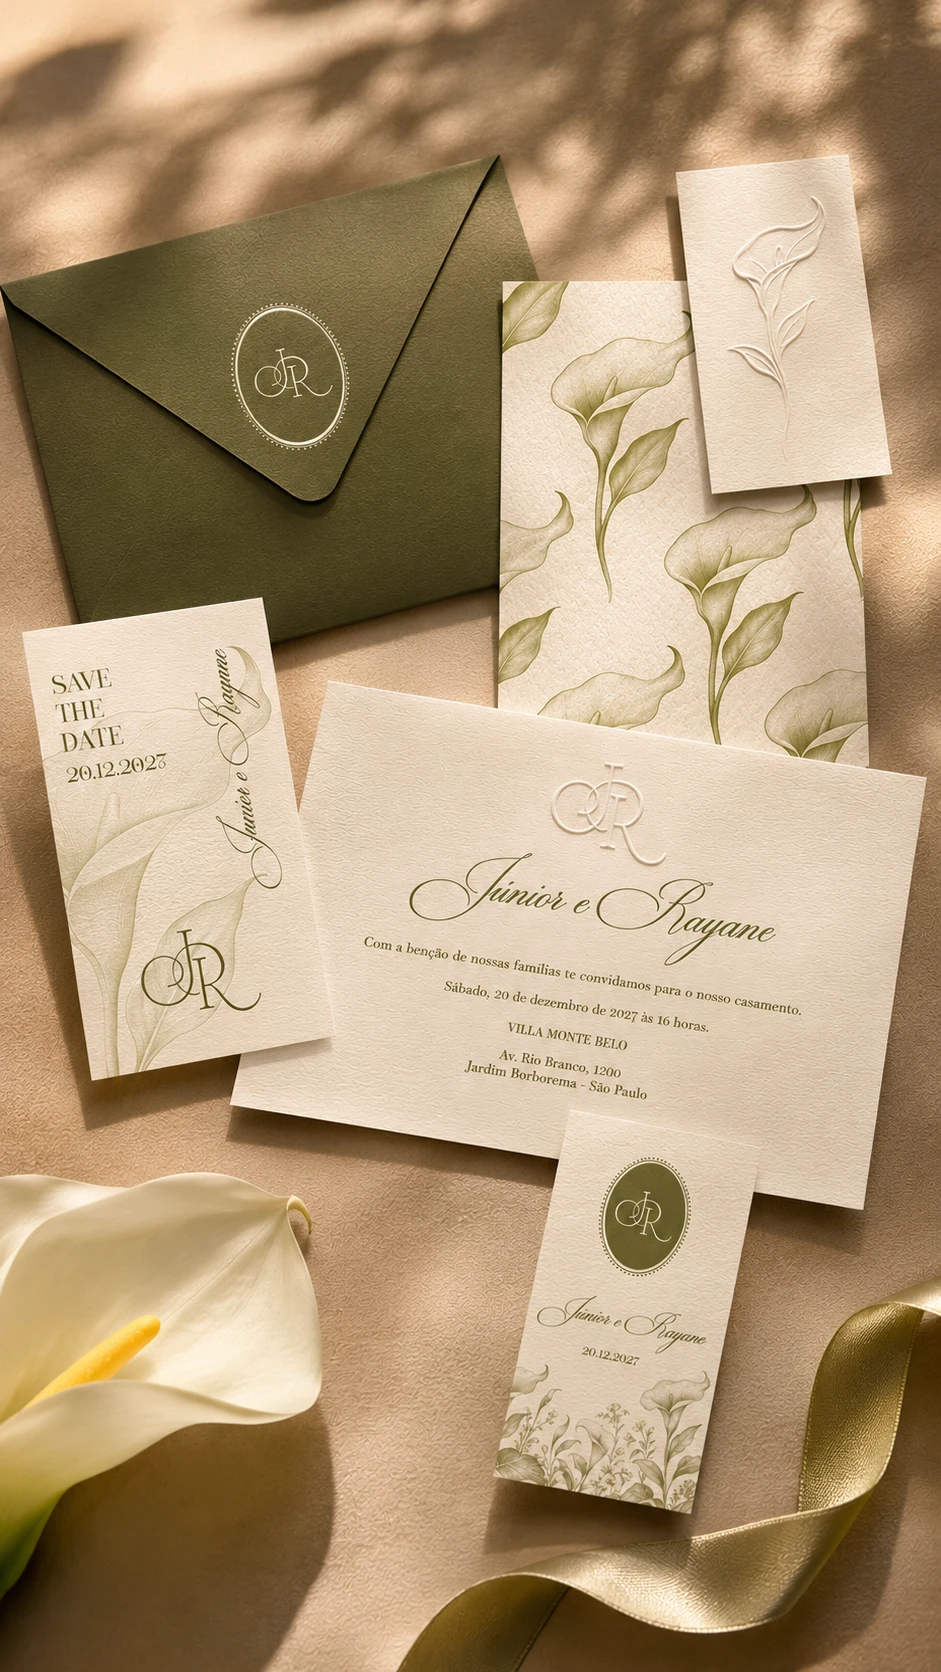 JR
SAVE
THE
DATE
20.12.2027
Júnior e Rayane
JR
JR
Júnior e Rayane
Com a benção de nossas familias te convidamos para o nosso casamento.
Sábado, 20 de dezembro de 2027 às 16 horas.
VILLA MONTE BELO
Av. Rio Branco, 1200
Jardim Borborema - São Paulo
JR
Júnior e Rayane
20.12.2027